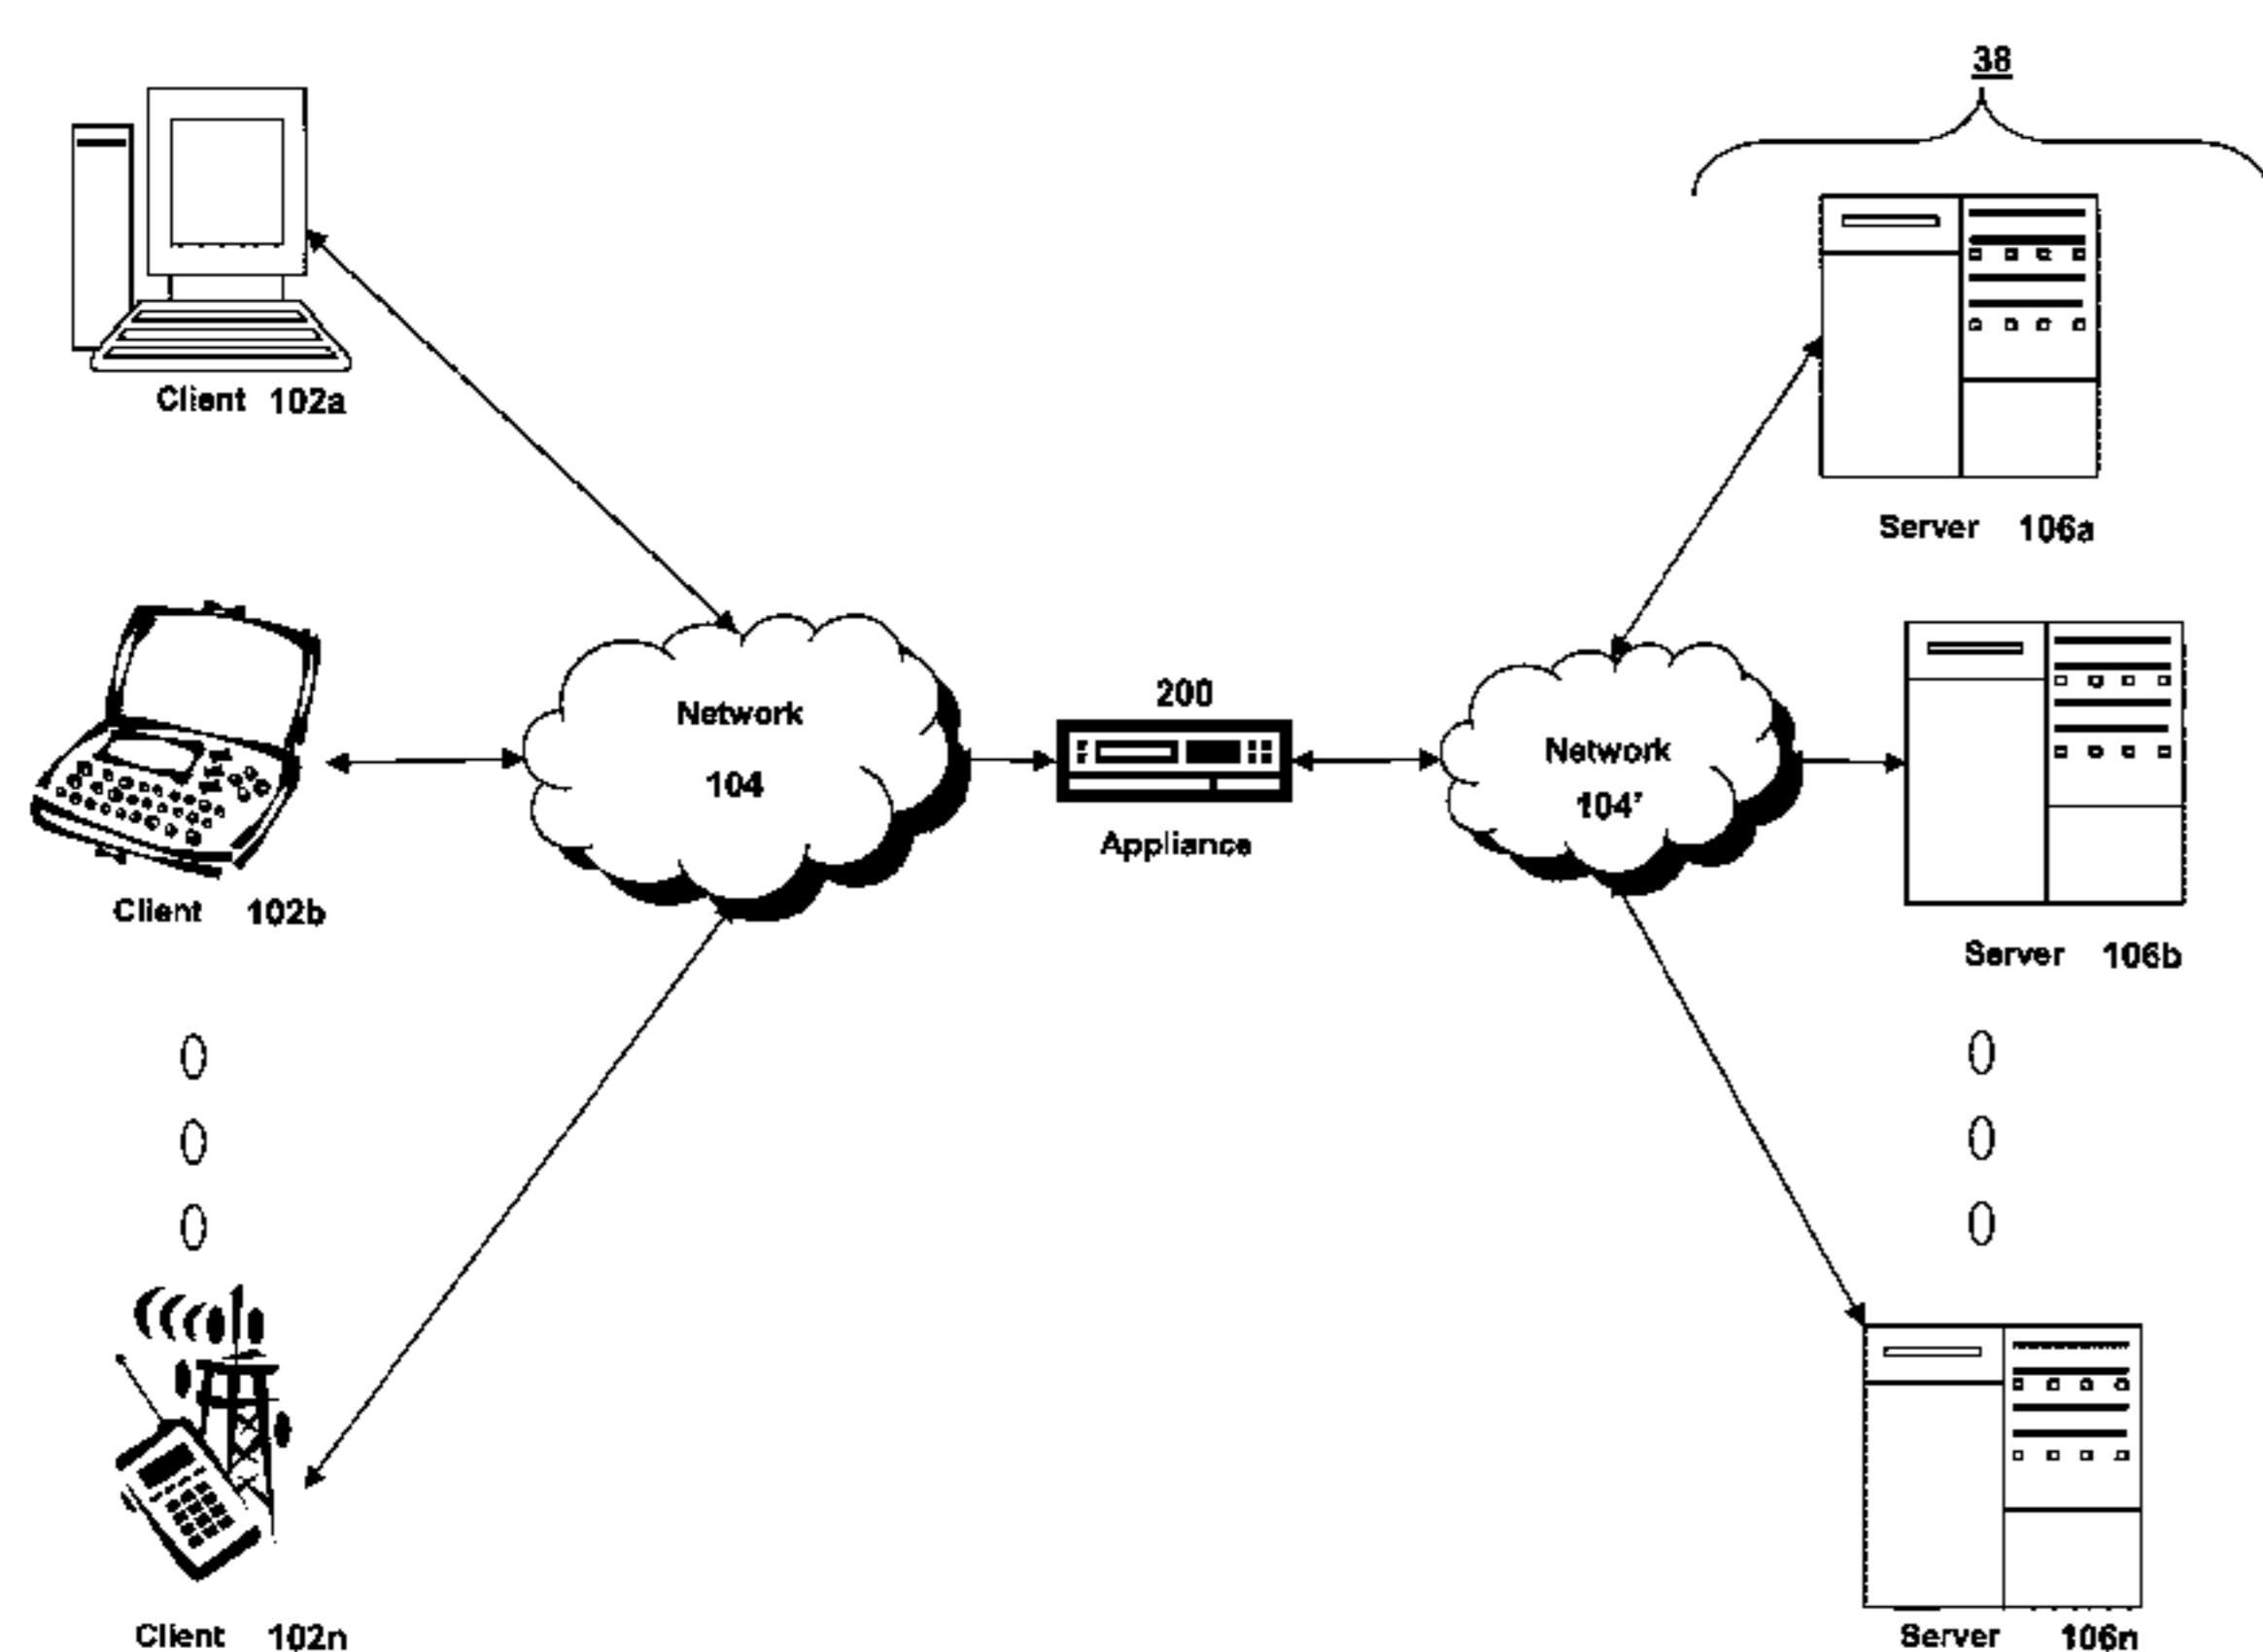 38
Client 102a
Server 106a
200
Network
104
Network
104'
Appliance
Client 102b
Server 106b
Client 102n
Server 106n